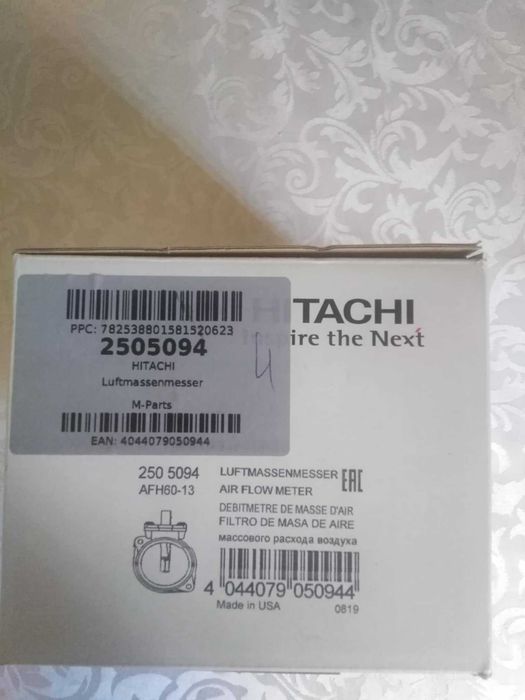 PPC: 782538801581520623
2505094
HITACHI
Luftmassenmesser
M-Parts
EAN: 4044079050944
HITACHI
Inspire the Next
4
250 5094
AFH60-13
LUFTMASSENMESSER EAC
AIR FLOW METER
DEBITMETRE DE MASSE D'AIR
FILTRO DE MASA DE AIRE
массового расхода воздуха
4 044079 050944
Made in USA 0819